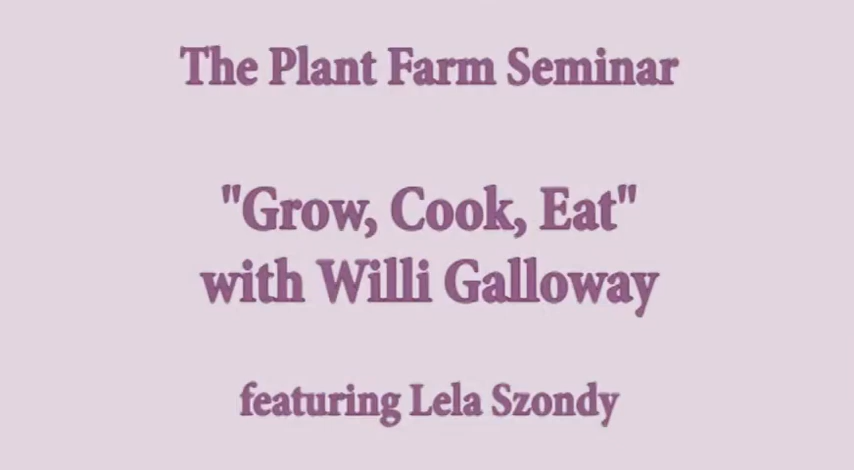 The Plant Farm Seminar
"Grow, Cook, Eat"
with Willi Galloway
featuring Lela Szondy